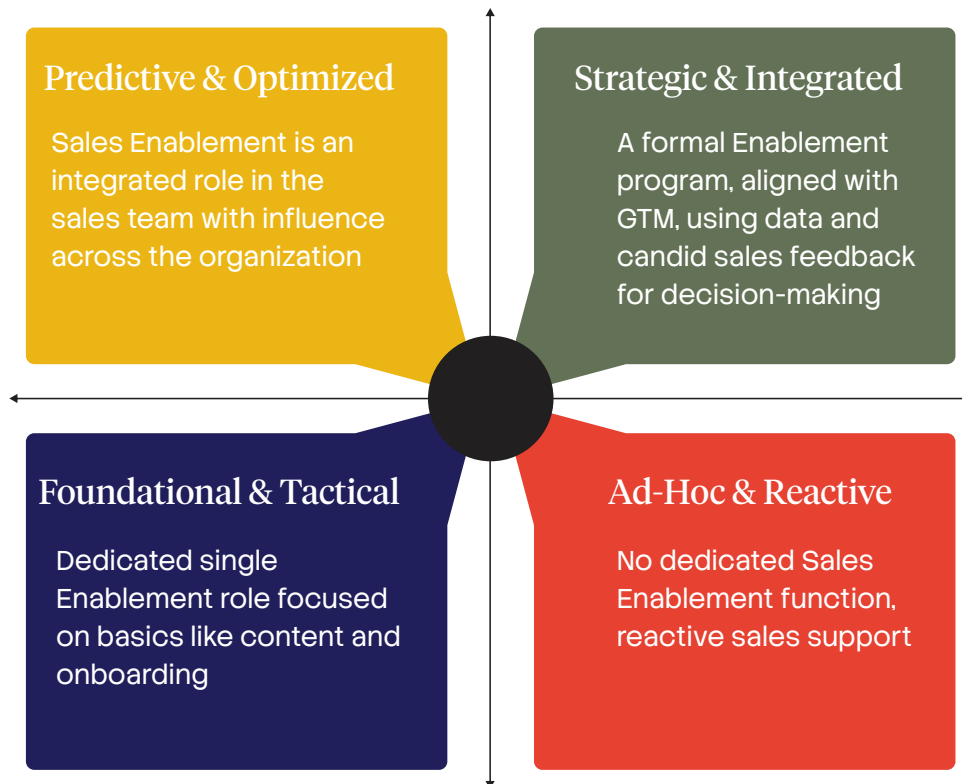 Predictive & Optimized
Sales Enablement is an
integrated role in the
sales team with influence
across the organization
Strategic & Integrated
A formal Enablement
program, aligned with
GTM, using data and
candid sales feedback
for decision-making
Foundational & Tactical
Dedicated single
Enablement role focused
on basics like content and
onboarding
Ad-Hoc & Reactive
No dedicated Sales
Enablement function,
reactive sales support